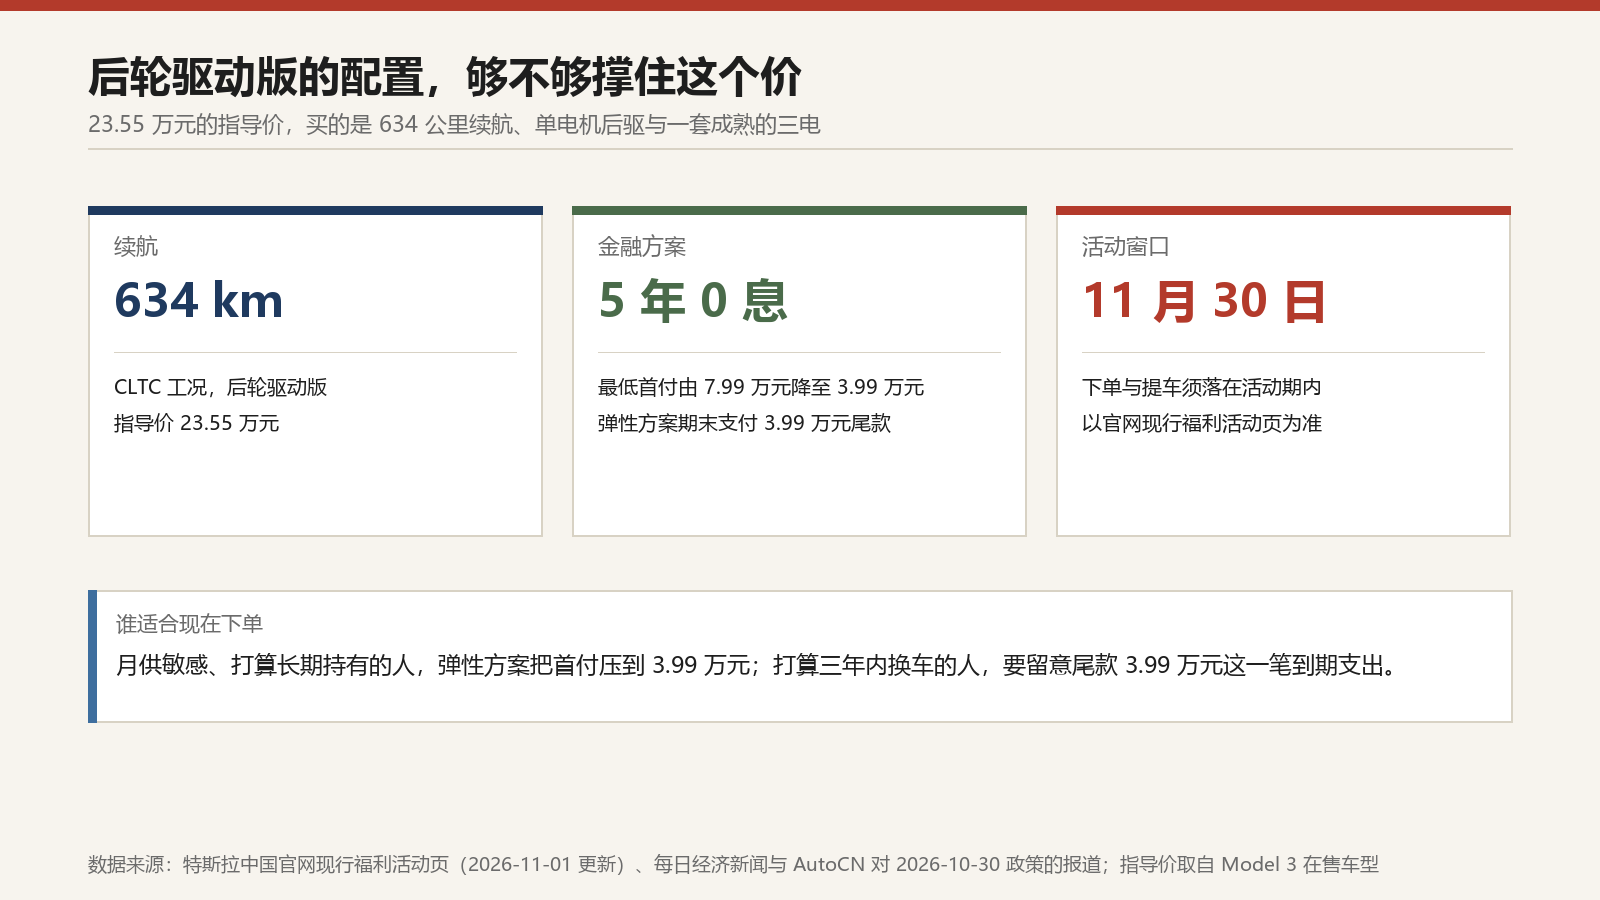 后轮驱动版的配置，够不够撑住这个价
23.55 万元的指导价，买的是 634 公里续航、单电机后驱与一套成熟的三电
续航
634 km
CLTC 工况，后轮驱动版
指导价 23.55 万元
金融方案
5 年 0 息
最低首付由 7.99 万元降至 3.99 万元
弹性方案期末支付 3.99 万元尾款
活动窗口
11 月 30 日
下单与提车须落在活动期内
以官网现行福利活动页为准
谁适合现在下单
月供敏感、打算长期持有的人，弹性方案把首付压到 3.99 万元；打算三年内换车的人，要留意尾款 3.99 万元这一笔到期支出。
数据来源：特斯拉中国官网现行福利活动页（2026-11-01 更新）、每日经济新闻与 AutoCN 对 2026-10-30 政策的报道；指导价取自 Model 3 在售车型